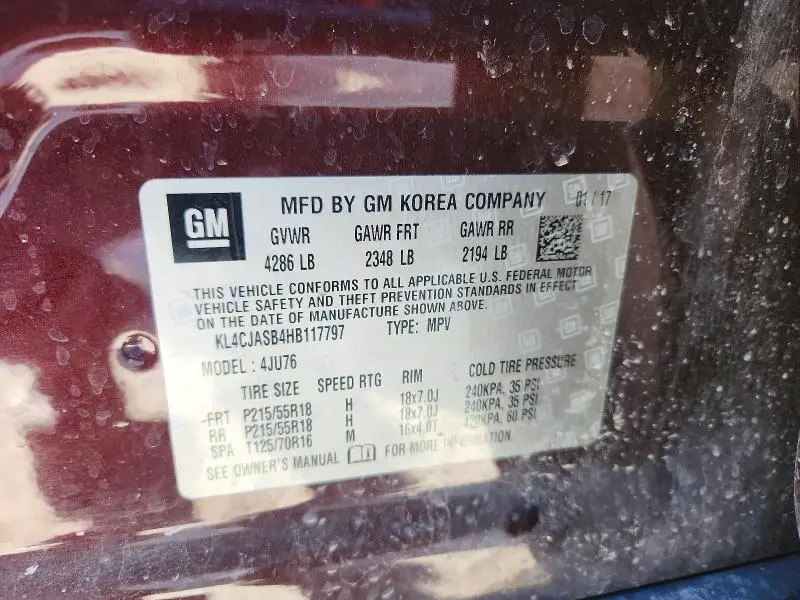 GM MFD BY GM KOREA COMPANY 01/17
GVWR GAWR FRT GAWR RR
4286 LB 2348 LB 2194 LB
THIS VEHICLE CONFORMS TO ALL APPLICABLE U.S. FEDERAL MOTOR
VEHICLE SAFETY AND THEFT PREVENTION STANDARDS IN EFFECT
ON THE DATE OF MANUFACTURE SHOWN ABOVE.
KL4CJASB4HB117797 TYPE: MPV
MODEL : 4JU76
TIRE SIZE SPEED RTG RIM COLD TIRE PRESSURE
-FRT P215/55R18 H 18x7.0J 240KPA, 35 PSI
RR P215/55R18 H 18x7.0J 240KPA, 35 PSI
SPA T125/70R16 M 16x4.0T 420KPA, 60 PSI
SEE OWNER'S MANUAL FOR MORE INFORMATION.